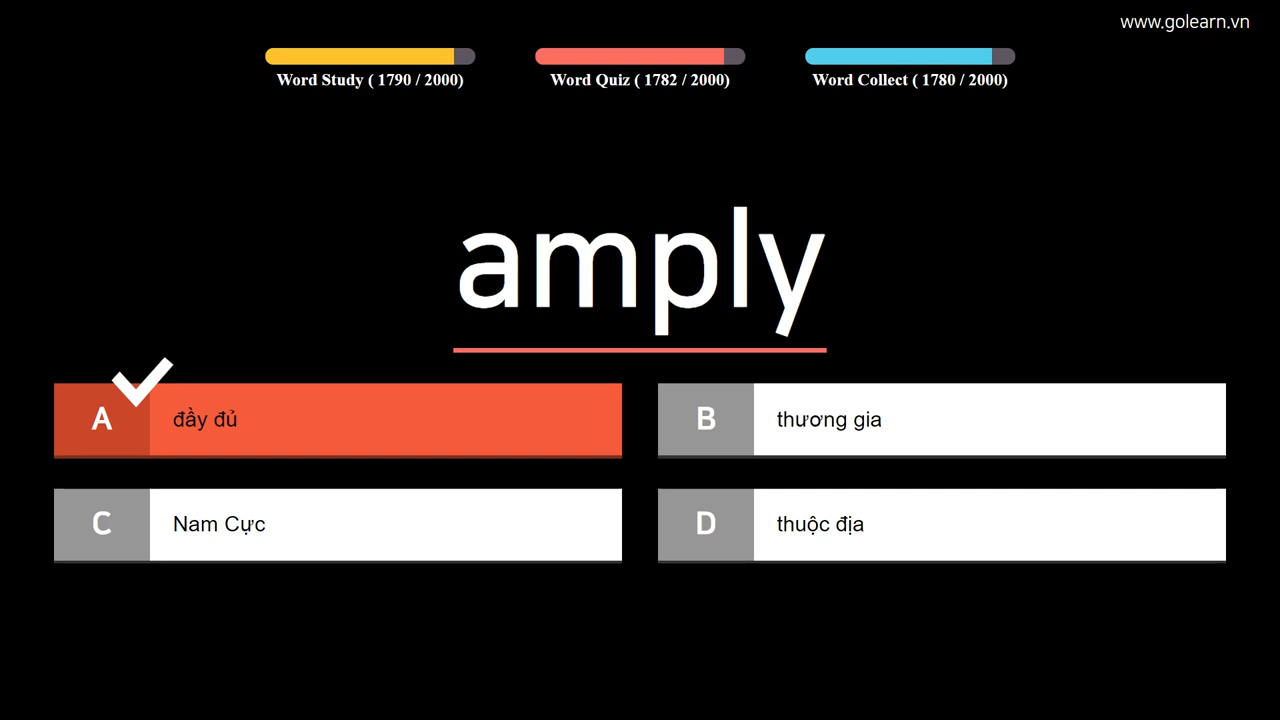 www.golearn.vn
Word Study ( 1790 / 2000)
Word Quiz ( 1782 / 2000)
Word Collect ( 1780 / 2000)
amply
A đầy đủ
B thương gia
C Nam Cực
D thuộc địa